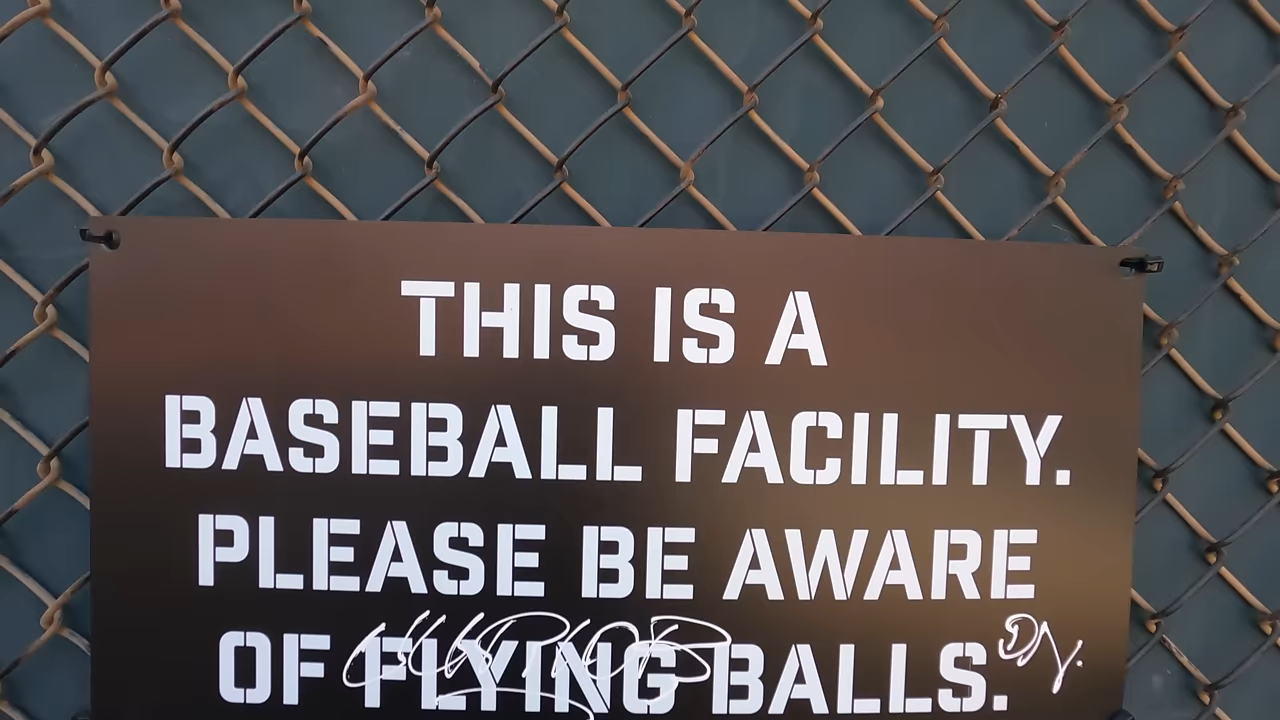 THIS IS A
BASEBALL FACILITY.
PLEASE BE AWARE
OF FLYING BALLS.